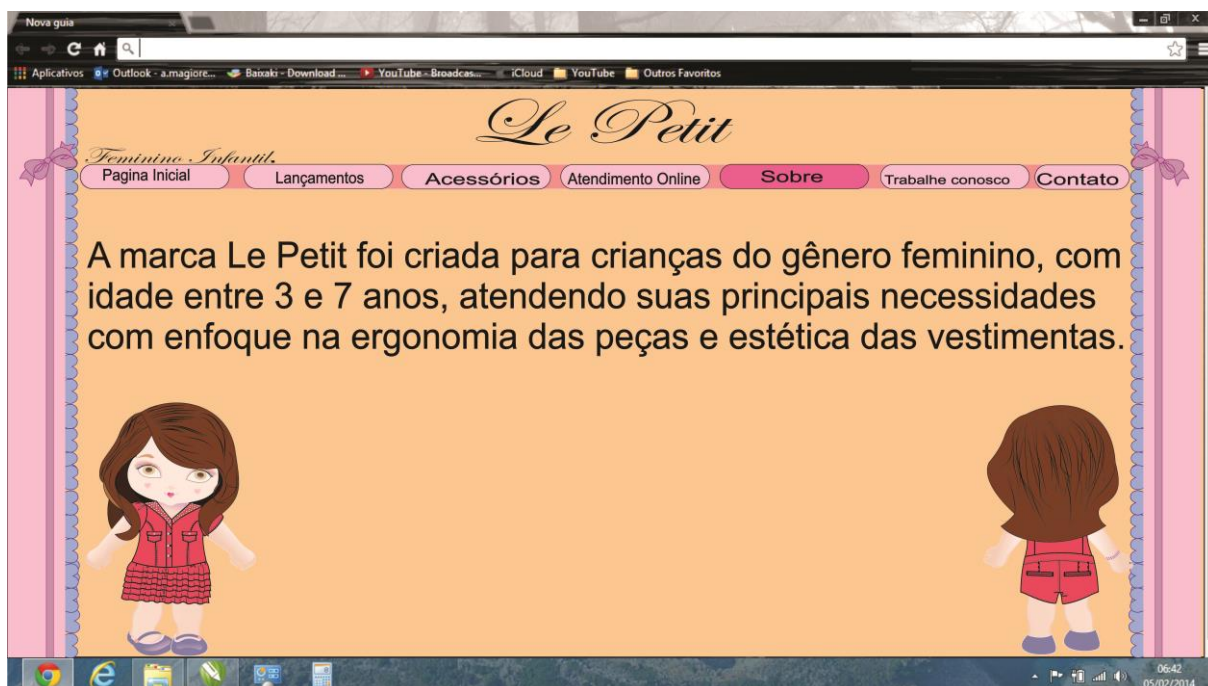 Nova guia
Aplicativos Outlook - a.magiore... Baixaki - Download ... YouTube - Broadcas... iCloud YouTube Outros Favoritos
Le Petit
Feminino Infantil.
Pagina Inicial Lançamentos Acessórios Atendimento Online Sobre Trabalhe conosco Contato
A marca Le Petit foi criada para crianças do gênero feminino, com
idade entre 3 e 7 anos, atendendo suas principais necessidades
com enfoque na ergonomia das peças e estética das vestimentas.
06:42
05/02/2014